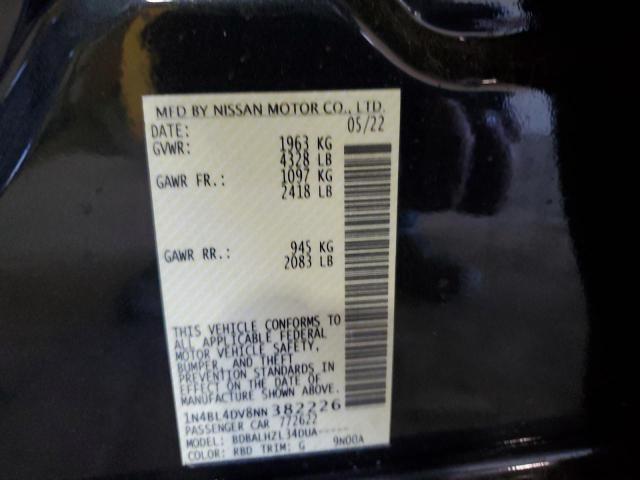 MFD BY NISSAN MOTOR CO., LTD.
DATE: 05/22
GVWR: 1963 KG
4328 LB
GAWR FR.: 1097 KG
2418 LB
GAWR RR.: 945 KG
2083 LB
THIS VEHICLE CONFORMS TO
ALL APPLICABLE FEDERAL
MOTOR VEHICLE SAFETY,
BUMPER, AND THEFT
PREVENTION STANDARDS IN
EFFECT ON THE DATE OF
MANUFACTURE SHOWN ABOVE.
1N4BL4DV8NN382226
PASSENGER CAR 772622
MODEL: BDBALHZL34DUA-----
COLOR: RBD TRIM: G 9N00A